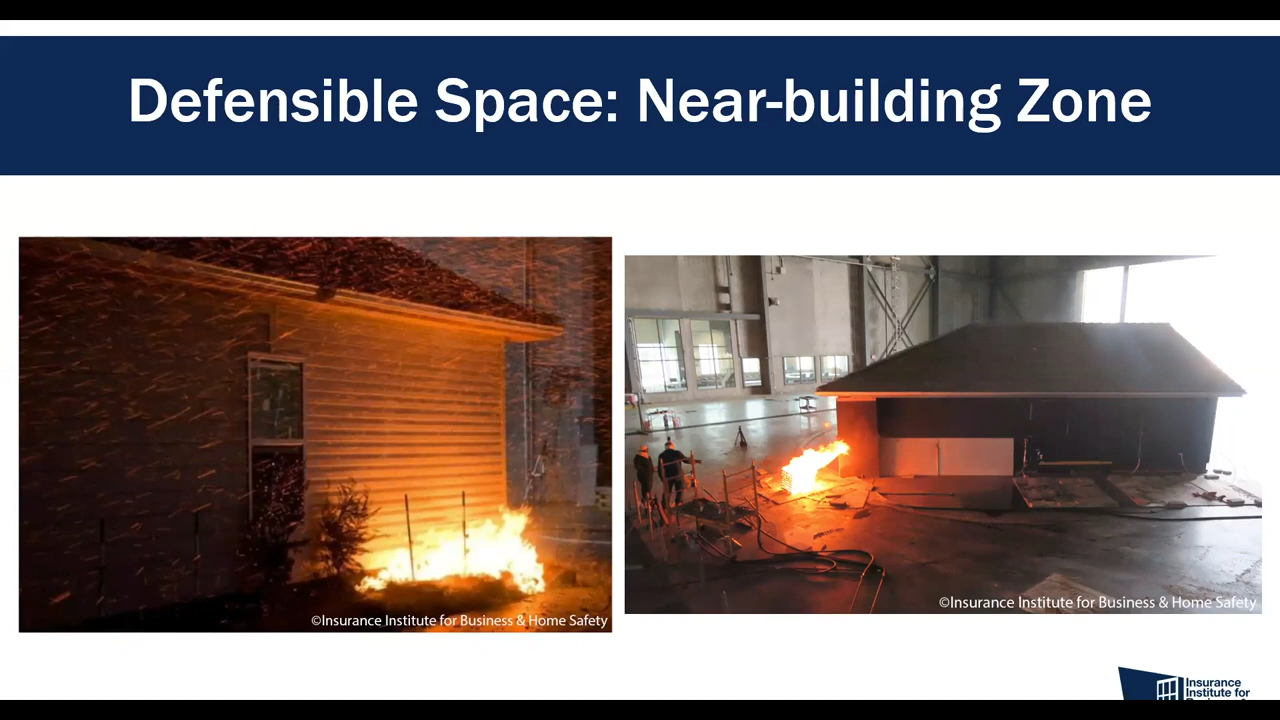 Defensible Space: Near-building Zone
©Insurance Institute for Business & Home Safety
©Insurance Institute for Business & Home Safety
Insurance
Institute for